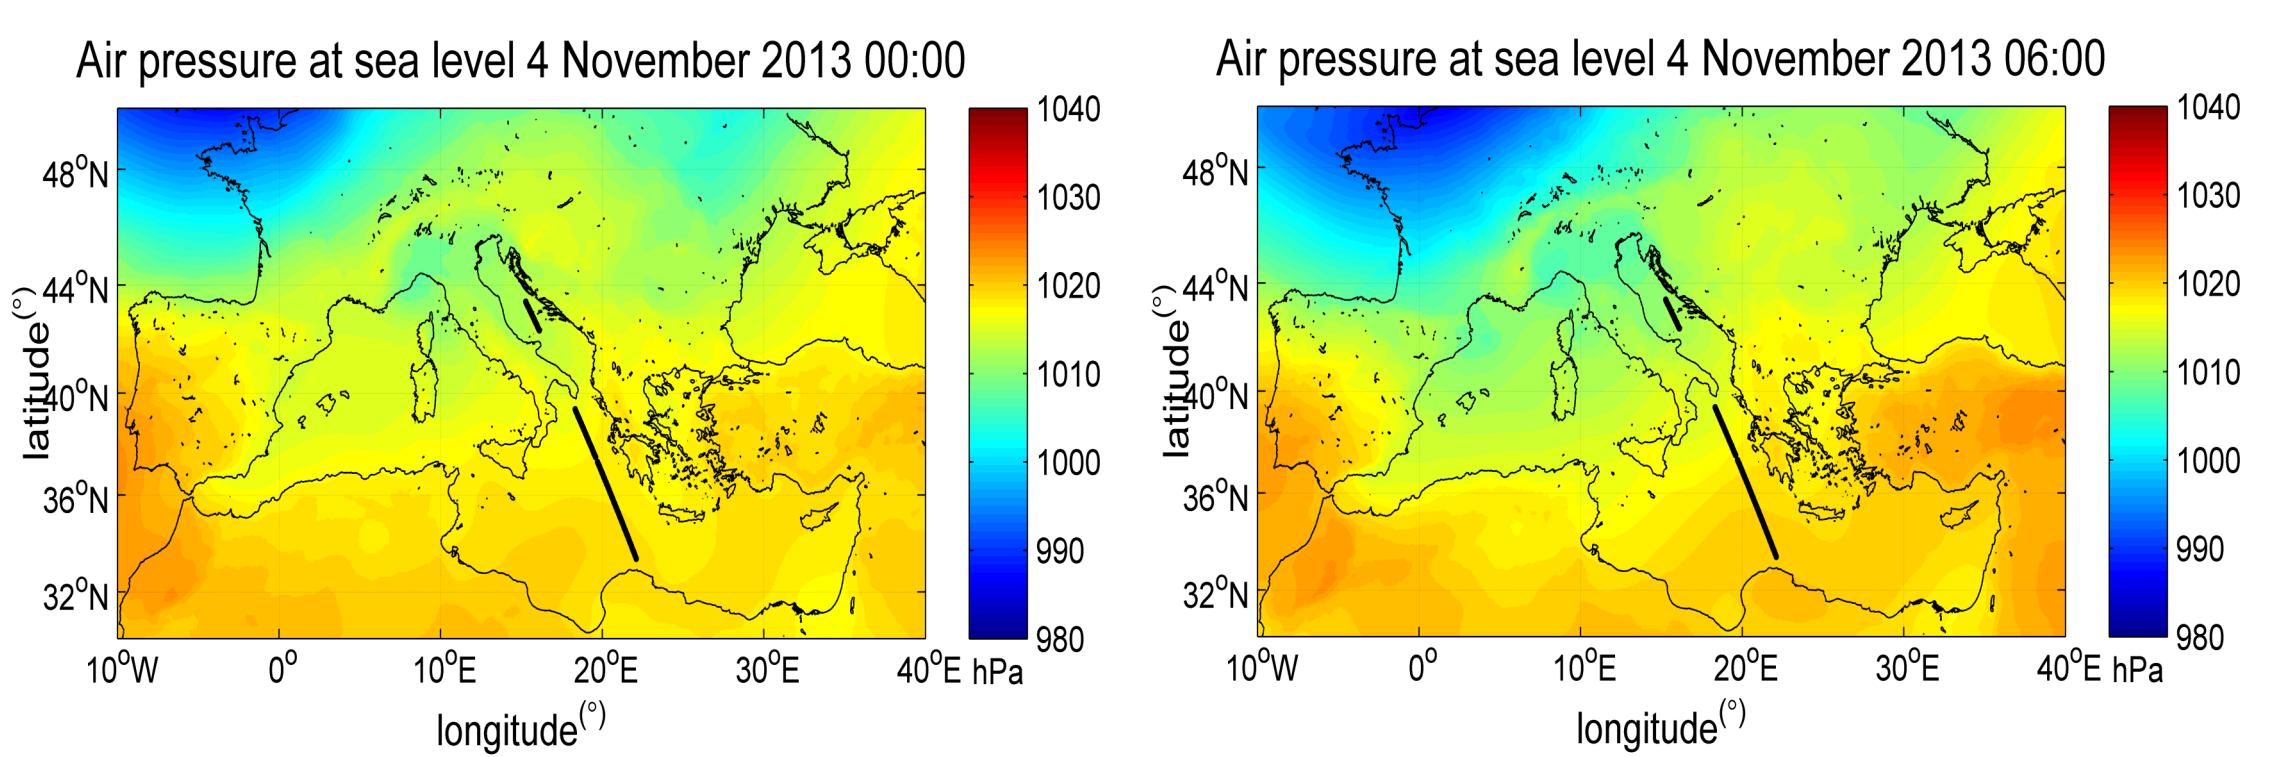 Air pressure at sea level 4 November 2013 00:00
48°N
44°N
40°N
36°N
32°N
latitude(°)
10°W
0°
10°E
20°E
30°E
40°E
hPa
longitude(°)
1040
1030
1020
1010
1000
990
980
Air pressure at sea level 4 November 2013 06:00
48°N
44°N
40°N
36°N
32°N
latitude(°)
10°W
0°
10°E
20°E
30°E
40°E
hPa
longitude(°)
1040
1030
1020
1010
1000
990
980